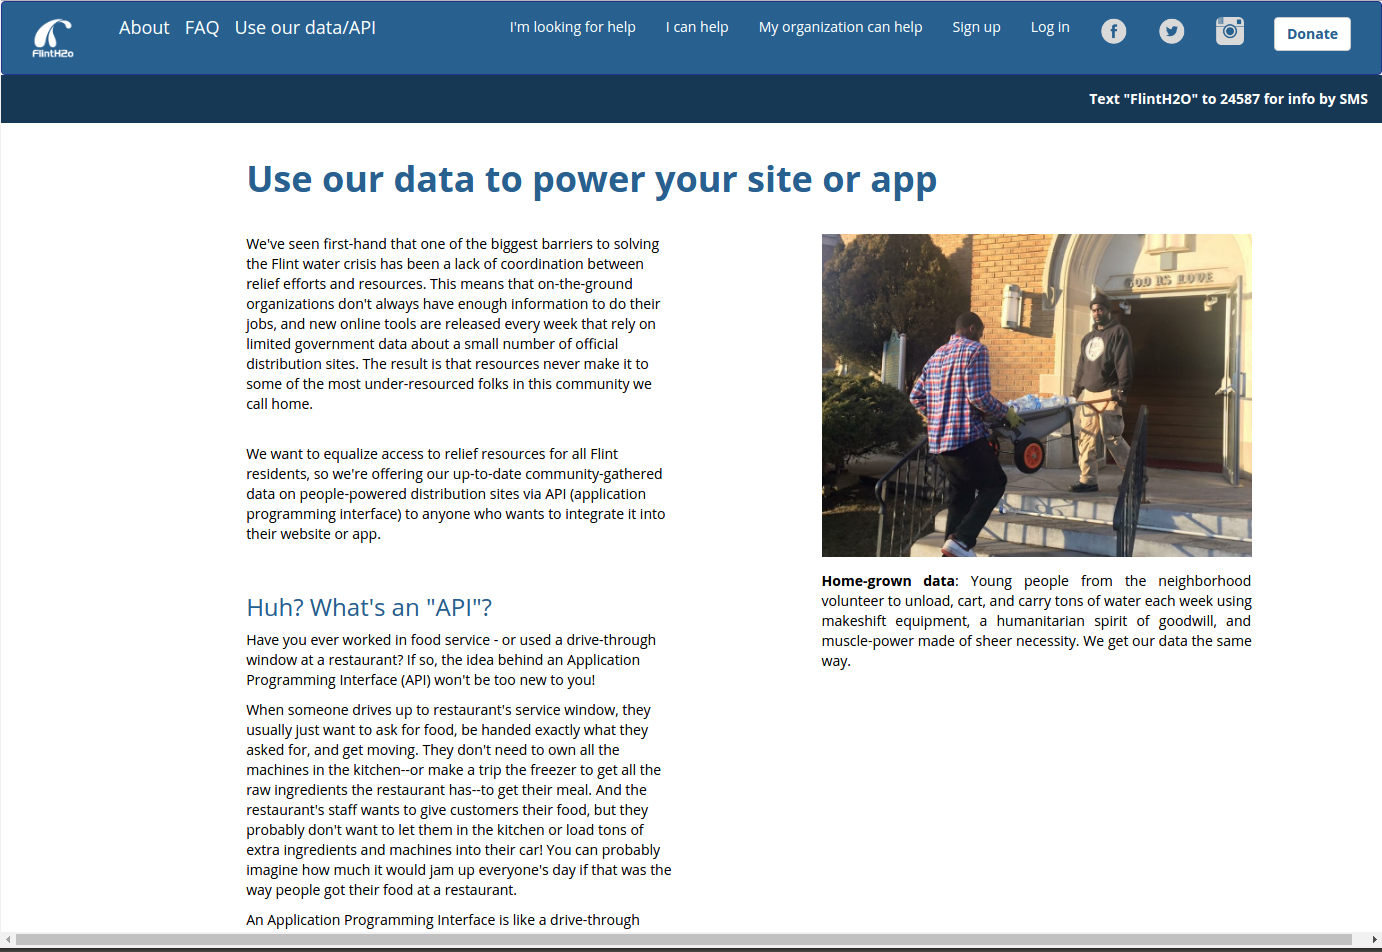 FlintH2o
About FAQ Use our data/API I'm looking for help I can help My organization can help Sign up Log in Donate
Text "FlintH2O" to 24587 for info by SMS
Use our data to power your site or app
We've seen first-hand that one of the biggest barriers to solving
the Flint water crisis has been a lack of coordination between
relief efforts and resources. This means that on-the-ground
organizations don't always have enough information to do their
jobs, and new online tools are released every week that rely on
limited government data about a small number of official
distribution sites. The result is that resources never make it to
some of the most under-resourced folks in this community we
call home.
We want to equalize access to relief resources for all Flint
residents, so we're offering our up-to-date community-gathered
data on people-powered distribution sites via API (application
programming interface) to anyone who wants to integrate it into
their website or app.
Huh? What's an "API"?
Have you ever worked in food service - or used a drive-through
window at a restaurant? If so, the idea behind an Application
Programming Interface (API) won't be too new to you!
When someone drives up to restaurant's service window, they
usually just want to ask for food, be handed exactly what they
asked for, and get moving. They don't need to own all the
machines in the kitchen--or make a trip the freezer to get all the
raw ingredients the restaurant has--to get their meal. And the
restaurant's staff wants to give customers their food, but they
probably don't want to let them in the kitchen or load tons of
extra ingredients and machines into their car! You can probably
imagine how much it would jam up everyone's day if that was the
way people got their food at a restaurant.
An Application Programming Interface is like a drive-through
GOD IS LOVE
Home-grown data: Young people from the neighborhood
volunteer to unload, cart, and carry tons of water each week using
makeshift equipment, a humanitarian spirit of goodwill, and
muscle-power made of sheer necessity. We get our data the same
way.